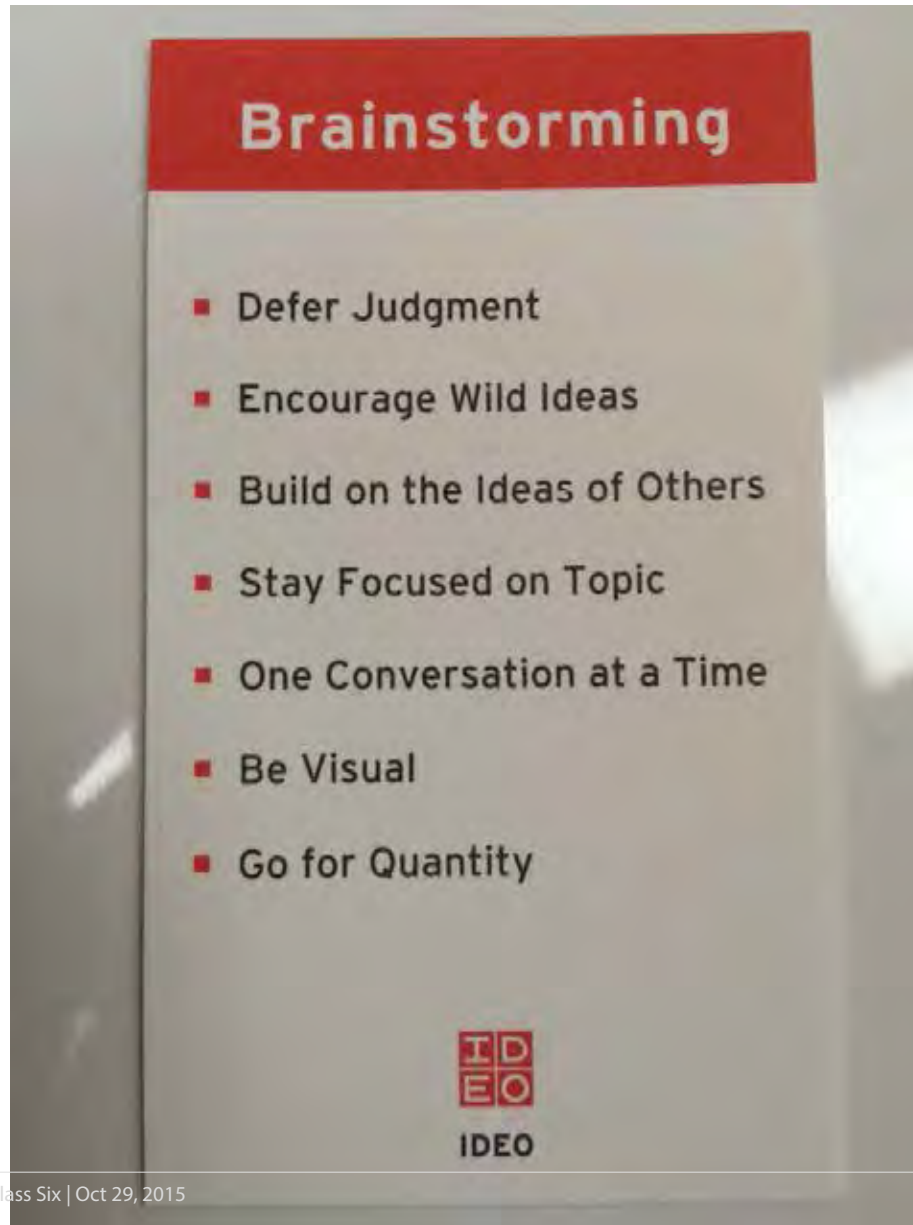 Brainstorming
Defer Judgment
Encourage Wild Ideas
Build on the Ideas of Others
Stay Focused on Topic
One Conversation at a Time
Be Visual
Go for Quantity
ID
EO
IDEO
Six | Oct 29, 2015